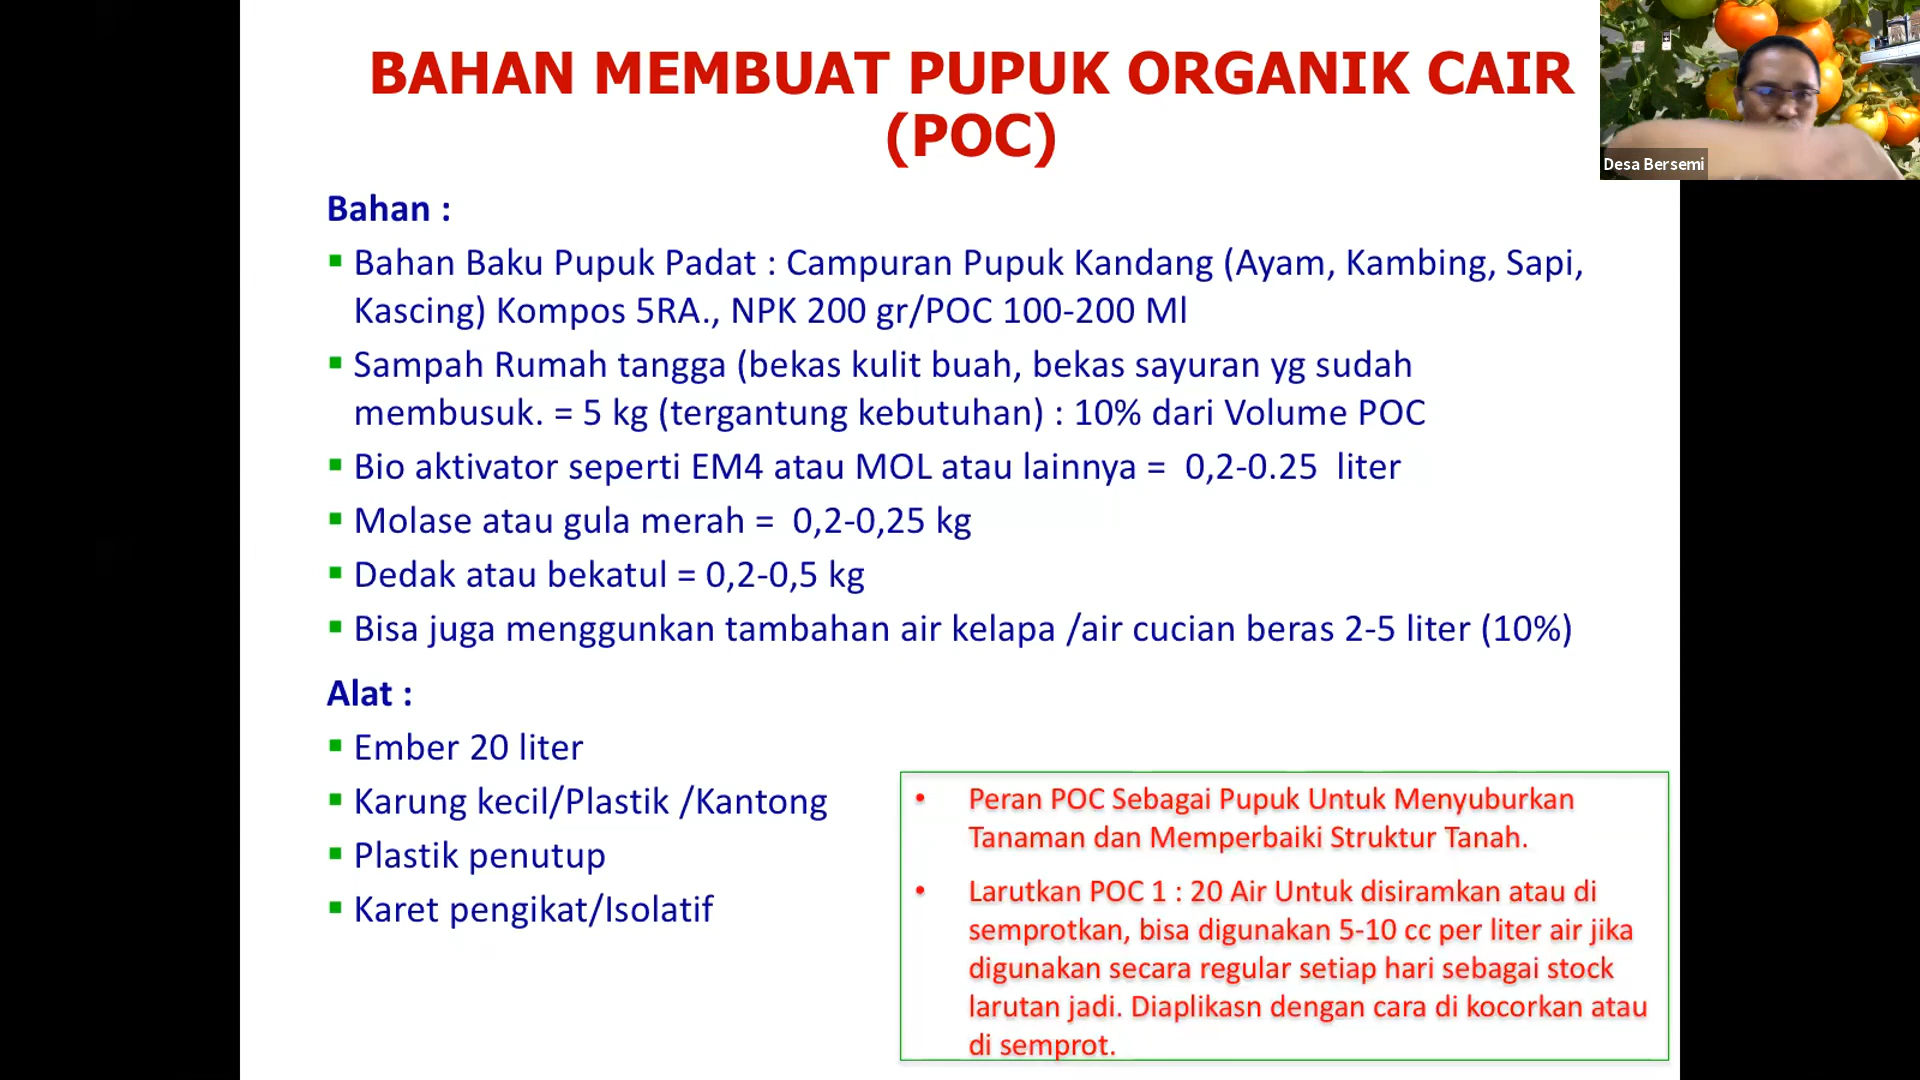 BAHAN MEMBUAT PUPUK ORGANIK CAIR
(POC)
Desa Bersemi
Bahan :
Bahan Baku Pupuk Padat : Campuran Pupuk Kandang (Ayam, Kambing, Sapi,
Kascing) Kompos 5RA., NPK 200 gr/POC 100-200 Ml
Sampah Rumah tangga (bekas kulit buah, bekas sayuran yg sudah
membusuk. = 5 kg (tergantung kebutuhan) : 10% dari Volume POC
Bio aktivator seperti EM4 atau MOL atau lainnya = 0,2-0.25 liter
Molase atau gula merah = 0,2-0,25 kg
Dedak atau bekatul = 0,2-0,5 kg
Bisa juga menggunkan tambahan air kelapa /air cucian beras 2-5 liter (10%)
Alat :
Ember 20 liter
Karung kecil/Plastik /Kantong
Plastik penutup
Karet pengikat/Isolatif
• Peran POC Sebagai Pupuk Untuk Menyuburkan
Tanaman dan Memperbaiki Struktur Tanah.
• Larutkan POC 1 : 20 Air Untuk disiramkan atau di
semprotkan, bisa digunakan 5-10 cc per liter air jika
digunakan secara regular setiap hari sebagai stock
larutan jadi. Diaplikasn dengan cara di kocorkan atau
di semprot.